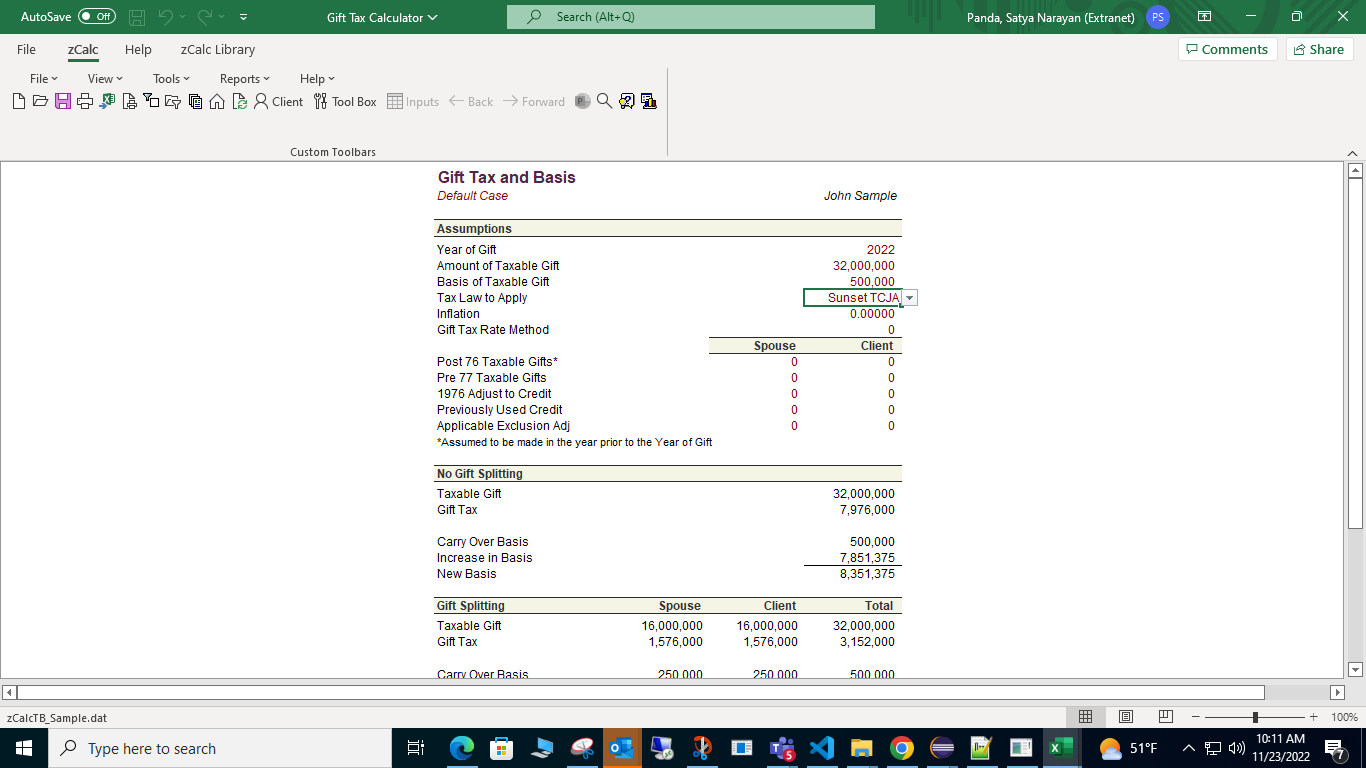 AutoSave Off Gift Tax Calculator Search (Alt+Q) Panda, Satya Narayan (Extranet) PS
File zCalc Help zCalc Library Comments Share
File View Tools Reports Help
Client Tool Box Inputs Back Forward
Custom Toolbars
Gift Tax and Basis
Default Case John Sample
Assumptions
Year of Gift 2022
Amount of Taxable Gift 32,000,000
Basis of Taxable Gift 500,000
Tax Law to Apply Sunset TCJA
Inflation 0.00000
Gift Tax Rate Method 0
Spouse Client
Post 76 Taxable Gifts* 0 0
Pre 77 Taxable Gifts 0 0
1976 Adjust to Credit 0 0
Previously Used Credit 0 0
Applicable Exclusion Adj 0 0
*Assumed to be made in the year prior to the Year of Gift
No Gift Splitting
Taxable Gift 32,000,000
Gift Tax 7,976,000
Carry Over Basis 500,000
Increase in Basis 7,851,375
New Basis 8,351,375
Gift Splitting Spouse Client Total
Taxable Gift 16,000,000 16,000,000 32,000,000
Gift Tax 1,576,000 1,576,000 3,152,000
Carry Over Basis 250,000 250,000 500,000
zCalcTB_Sample.dat 100%
Type here to search 5 51°F 10:11 AM
11/23/2022 7